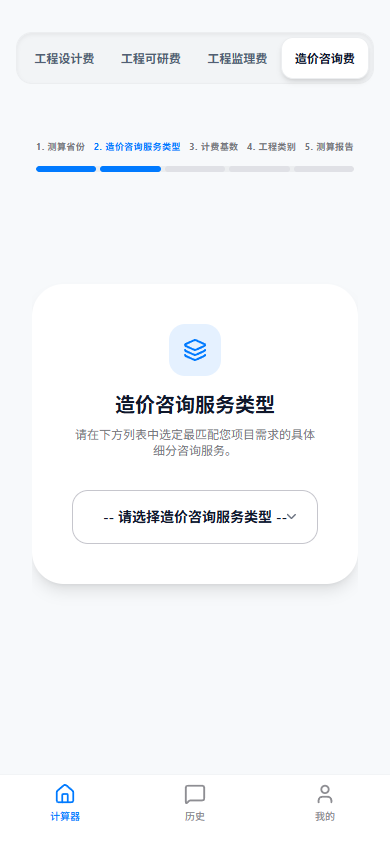 工程设计费 工程可研费 工程监理费 造价咨询费
1. 测算省份 2. 造价咨询服务类型 3. 计费基数 4. 工程类别 5. 测算报告
造价咨询服务类型
请在下方列表中选定最匹配您项目需求的具体
细分咨询服务。
-- 请选择造价咨询服务类型 --
计算器 历史 我的